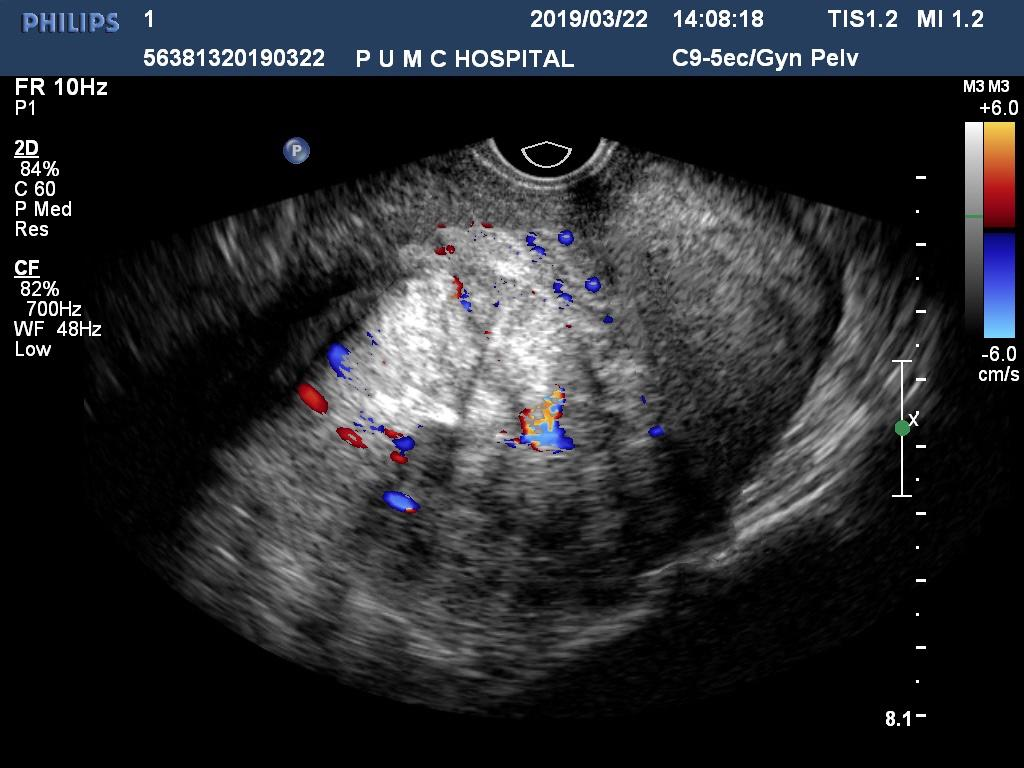 PHILIPS 1 2019/03/22 14:08:18 TIS1.2 MI 1.2
56381320190322 P U M C HOSPITAL C9-5ec/Gyn Pelv
FR 10Hz
P1
2D
84%
C 60
P Med
Res
CF
82%
700Hz
WF 48Hz
Low
P
M3 M3
+6.0
-6.0
cm/s
X
8.1